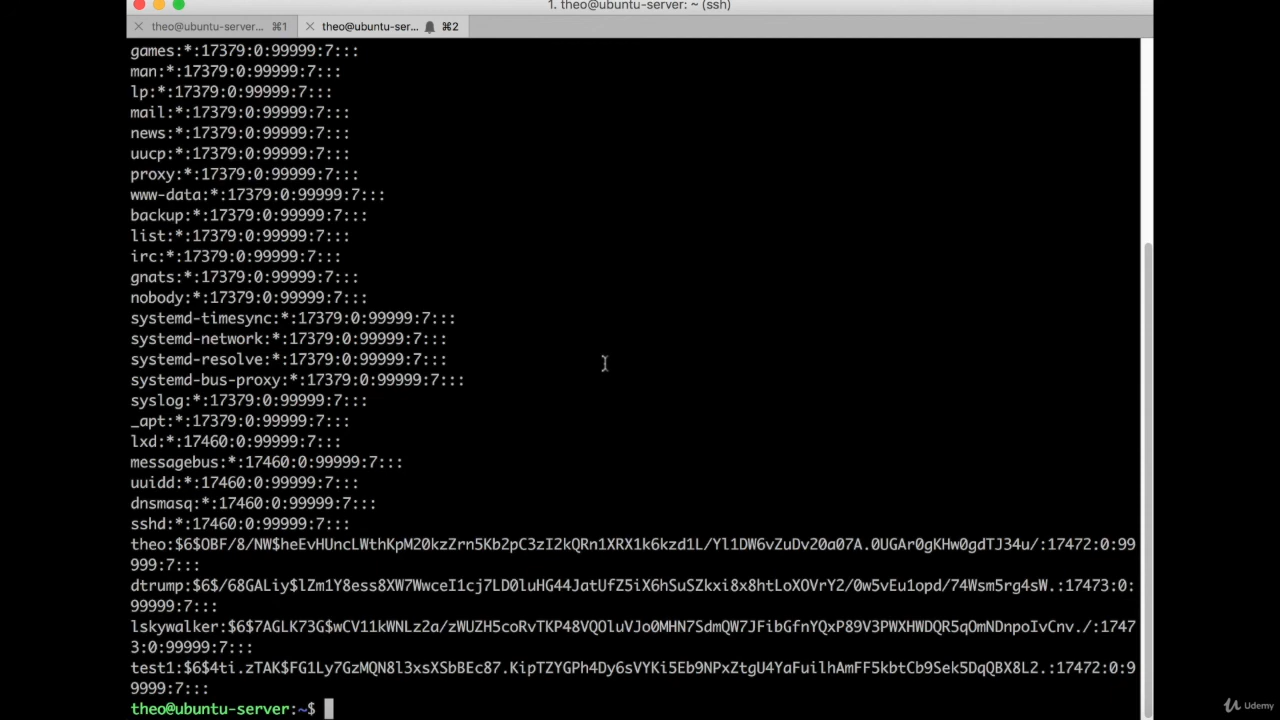 1. theo@ubuntu-server: ~ (ssh)
theo@ubuntu-server... ⌘1 theo@ubuntu-ser... ⌘2
games:*:17379:0:99999:7:::
man:*:17379:0:99999:7:::
lp:*:17379:0:99999:7:::
mail:*:17379:0:99999:7:::
news:*:17379:0:99999:7:::
uucp:*:17379:0:99999:7:::
proxy:*:17379:0:99999:7:::
www-data:*:17379:0:99999:7:::
backup:*:17379:0:99999:7:::
list:*:17379:0:99999:7:::
irc:*:17379:0:99999:7:::
gnats:*:17379:0:99999:7:::
nobody:*:17379:0:99999:7:::
systemd-timesync:*:17379:0:99999:7:::
systemd-network:*:17379:0:99999:7:::
systemd-resolve:*:17379:0:99999:7:::
systemd-bus-proxy:*:17379:0:99999:7:::
syslog:*:17379:0:99999:7:::
_apt:*:17379:0:99999:7:::
lxd:*:17460:0:99999:7:::
messagebus:*:17460:0:99999:7:::
uuidd:*:17460:0:99999:7:::
dnsmasq:*:17460:0:99999:7:::
sshd:*:17460:0:99999:7:::
theo:$6$OBF/8/NW$heEvHUncLWthKpM20kzZrn5Kb2pC3zI2kQRn1XRX1k6kzd1L/Yl1DW6vZuDv20a07A.0UGAr0gKHw0gdTJ34u/:17472:0:99
999:7:::
dtrump:$6$/68GALiy$lZm1Y8ess8XW7WwceI1cj7LD0luHG44JatUfZ5iX6hSuSZkxi8x8htLoXOVrY2/0w5vEu1opd/74Wsm5rg4sW.:17473:0:
99999:7:::
lskywalker:$6$7AGLK73G$wCV11kWNLz2a/zWUZH5coRvTKP48VQOluVJo0MHN7SdmQW7JFibGfnYQxP89V3PWXHWDQR5qOmNDnpoIvCnv./:1747
3:0:99999:7:::
test1:$6$4ti.zTAK$FG1Ly7GzMQN8l3xsXSbBEc87.KipTZYGPh4Dy6sVYKi5Eb9NPxZtgU4YaFuilhAmFF5kbtCb9Sek5DqQBX8L2.:17472:0:9
9999:7:::
theo@ubuntu-server:~$
Udemy